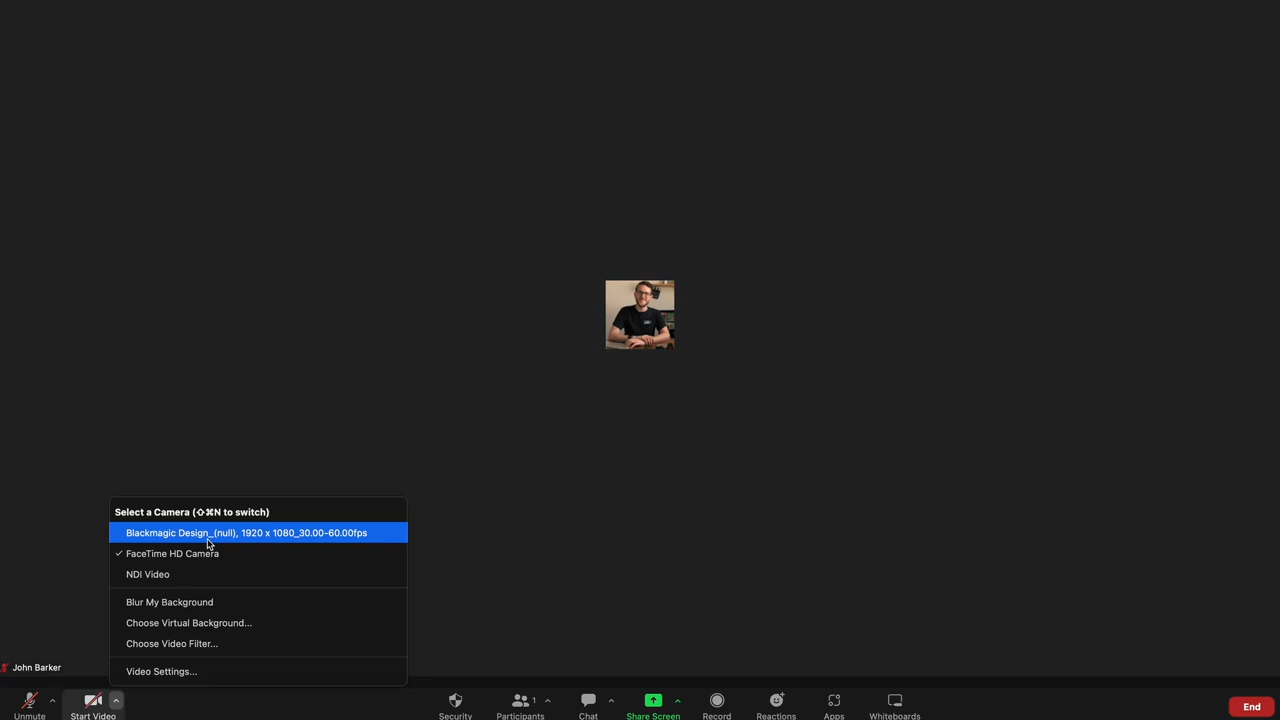 Select a Camera (⇧⌘N to switch)
Blackmagic Design_(null), 1920 x 1080_30.00-60.00fps
✓ FaceTime HD Camera
NDI Video
Blur My Background
Choose Virtual Background...
Choose Video Filter...
Video Settings...
John Barker
Unmute
Start Video
Security
Participants
1
Chat
Share Screen
Record
Reactions
Apps
Whiteboards
End